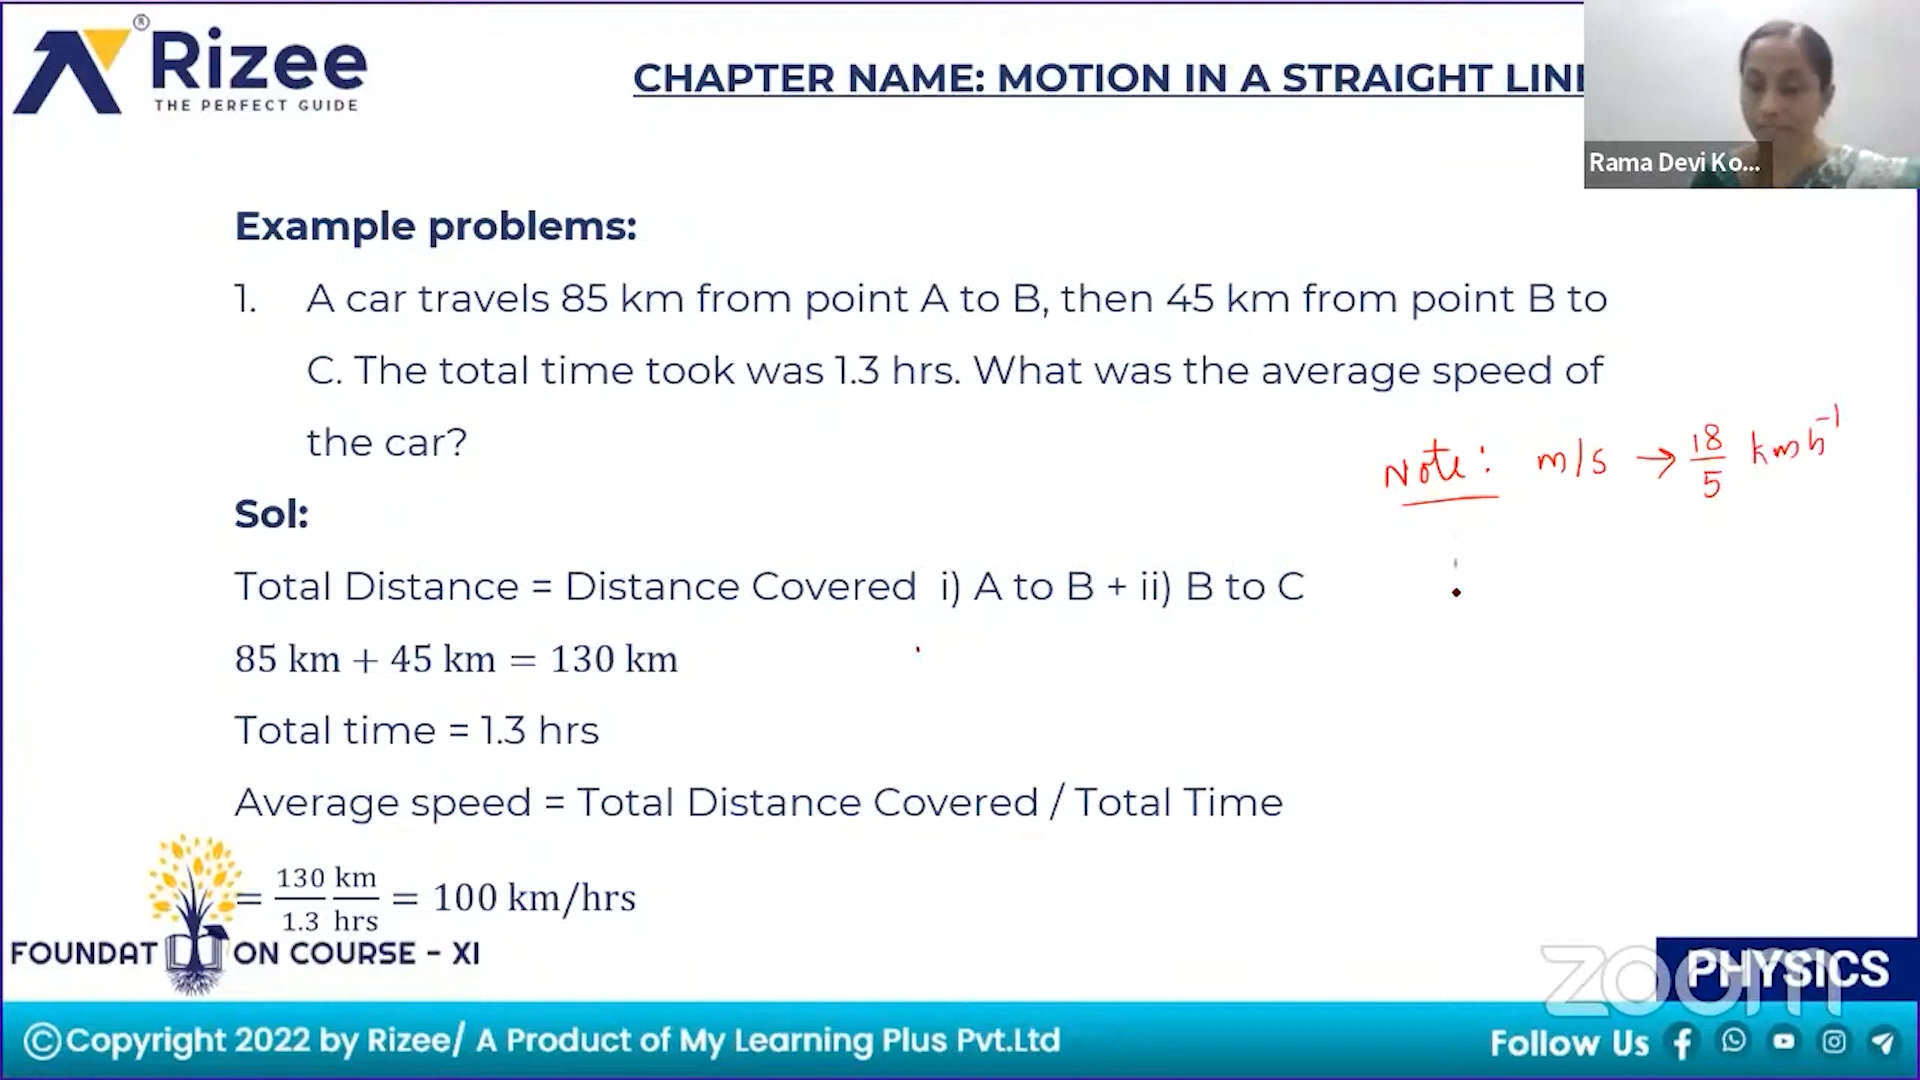 Rizee®
THE PERFECT GUIDE
CHAPTER NAME: MOTION IN A STRAIGHT LINE
Rama Devi Ko...
Example problems:
1. A car travels 85 km from point A to B, then 45 km from point B to
C. The total time took was 1.3 hrs. What was the average speed of
the car?
Note: m/s → 18/5 kmh⁻¹
Sol:
Total Distance = Distance Covered i) A to B + ii) B to C
85 km + 45 km = 130 km
Total time = 1.3 hrs
Average speed = Total Distance Covered / Total Time
= 130/1.3 km/hrs = 100 km/hrs
FOUNDATION COURSE - XI
PHYSICS
zoom
©Copyright 2022 by Rizee/ A Product of My Learning Plus Pvt.Ltd
Follow Us